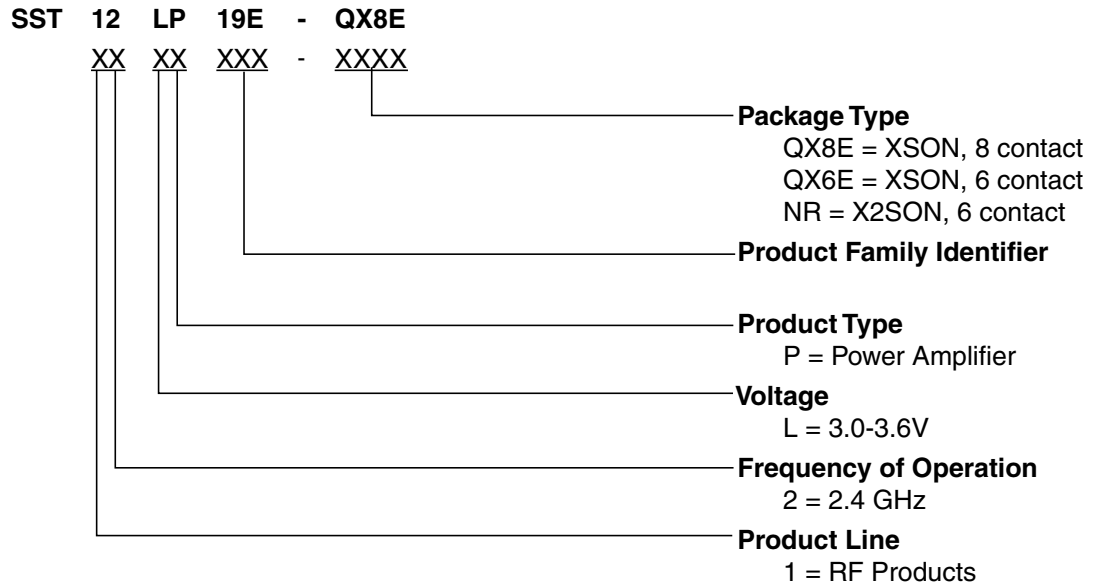 SST 12 LP 19E - QX8E
XX XX XXX - XXXX
Package Type
QX8E = XSON, 8 contact
QX6E = XSON, 6 contact
NR = X2SON, 6 contact
Product Family Identifier
Product Type
P = Power Amplifier
Voltage
L = 3.0-3.6V
Frequency of Operation
2 = 2.4 GHz
Product Line
1 = RF Products